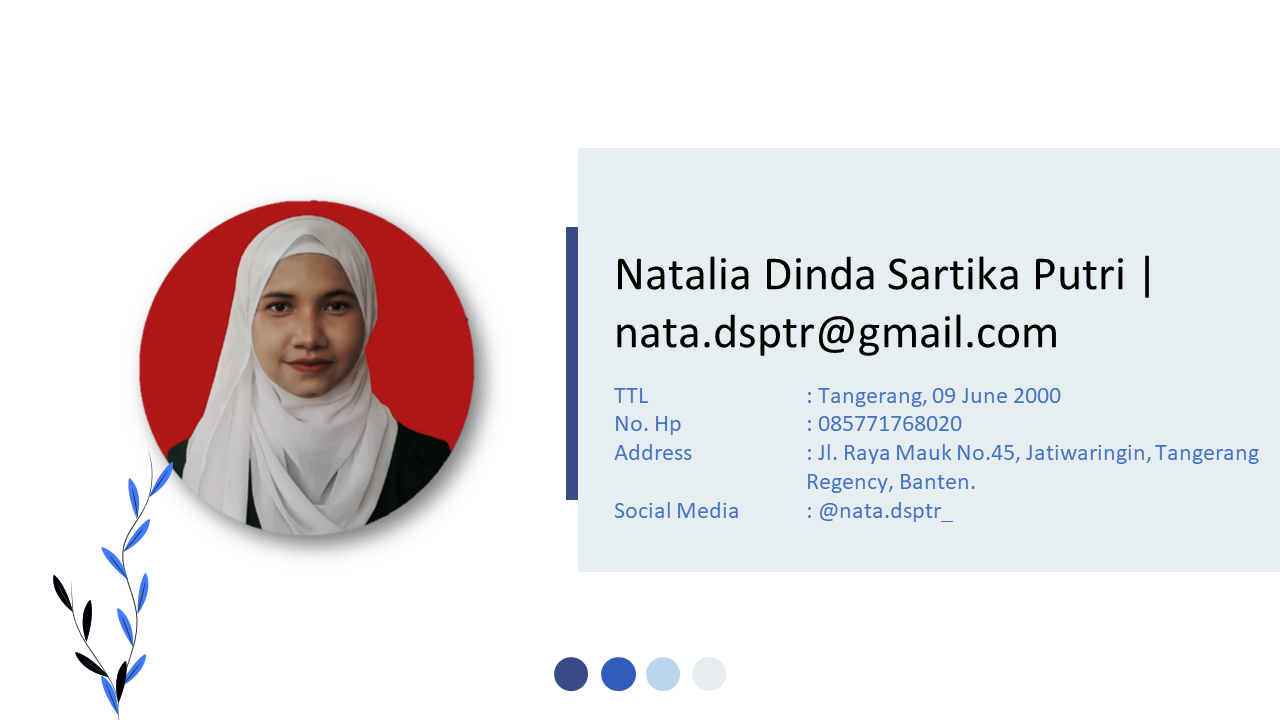 Natalia Dinda Sartika Putri |
nata.dsptr@gmail.com
TTL : Tangerang, 09 June 2000
No. Hp : 085771768020
Address : Jl. Raya Mauk No.45, Jatiwaringin, Tangerang
Regency, Banten.
Social Media : @nata.dsptr_